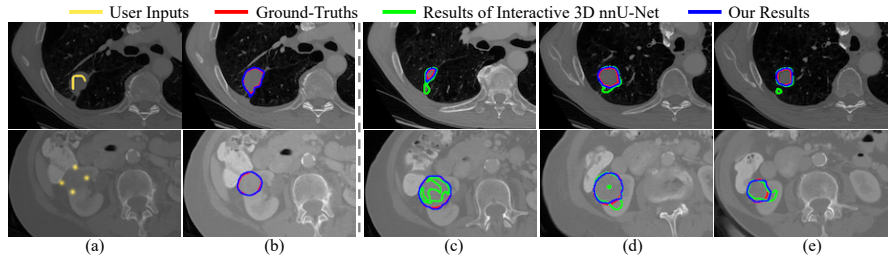 User Inputs Ground-Truths Results of Interactive 3D nnU-Net Our Results
(a) (b) (c) (d) (e)